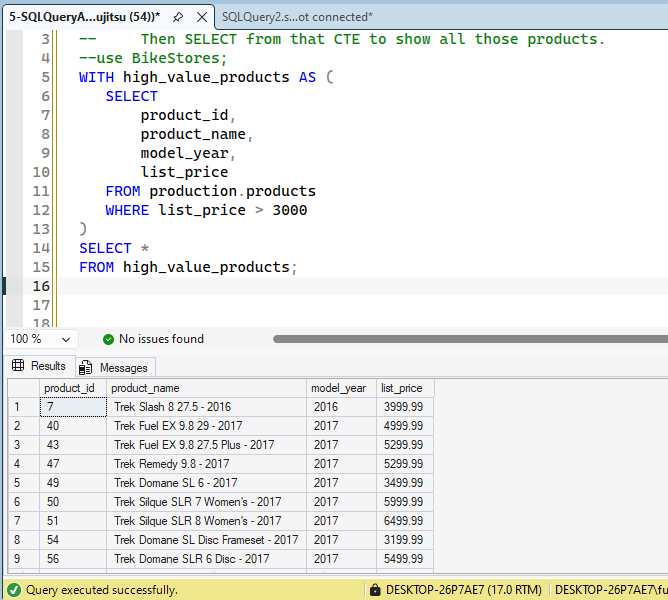 5-SQLQueryA...ujitsu (54))* SQLQuery2.s...ot connected*
3 -- Then SELECT from that CTE to show all those products.
4 --use BikeStores;
5 WITH high_value_products AS (
6 SELECT
7 product_id,
8 product_name,
9 model_year,
10 list_price
11 FROM production.products
12 WHERE list_price > 3000
13 )
14 SELECT *
15 FROM high_value_products;
16
17
18
100 % No issues found
Results Messages
product_id product_name model_year list_price
1 7 Trek Slash 8 27.5 - 2016 2016 3999.99
2 40 Trek Fuel EX 9.8 29 - 2017 2017 4999.99
3 43 Trek Fuel EX 9.8 27.5 Plus - 2017 2017 5299.99
4 47 Trek Remedy 9.8 - 2017 2017 5299.99
5 49 Trek Domane SL 6 - 2017 2017 3499.99
6 50 Trek Silque SLR 7 Women's - 2017 2017 5999.99
7 51 Trek Silque SLR 8 Women's - 2017 2017 6499.99
8 54 Trek Domane SL Disc Frameset - 2017 2017 3199.99
9 56 Trek Domane SLR 6 Disc - 2017 2017 5499.99
Query executed successfully. DESKTOP-26P7AE7 (17.0 RTM) DESKTOP-26P7AE7\fu